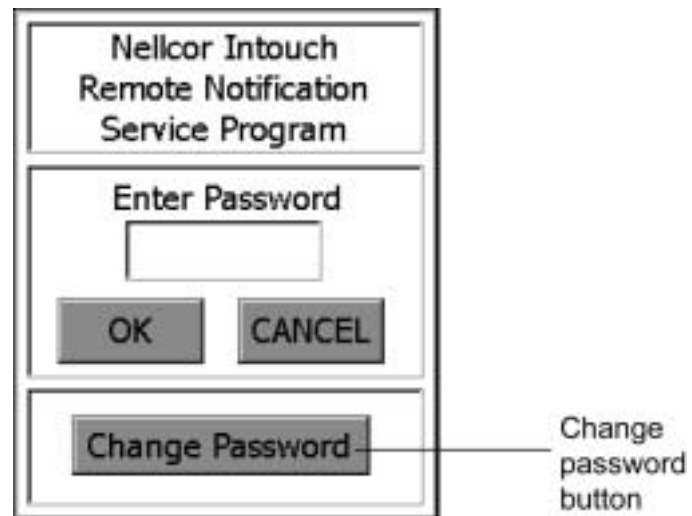 Nellcor Intouch
Remote Notification
Service Program
Enter Password
OK CANCEL
Change Password
Change
password
button